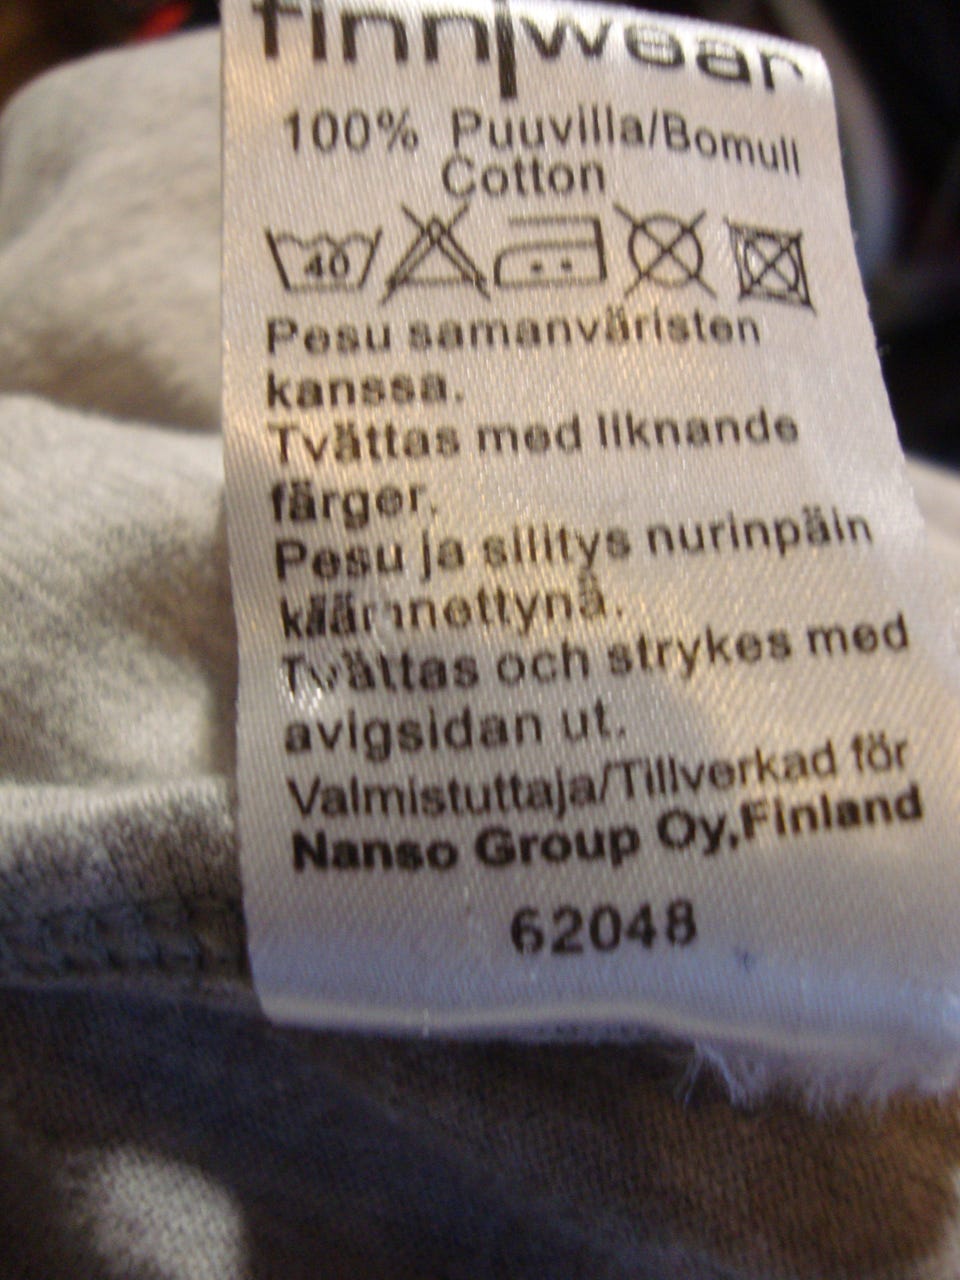 finnwear
100% Puuvilla/Bomull
Cotton
40
Pesu samanväristen
kanssa.
Tvättas med liknande
färger.
Pesu ja silitys nurinpäin
käännettynä.
Tvättas och strykes med
avigsidan ut.
Valmistuttaja/Tillverkad för
Nanso Group Oy,Finland
62048